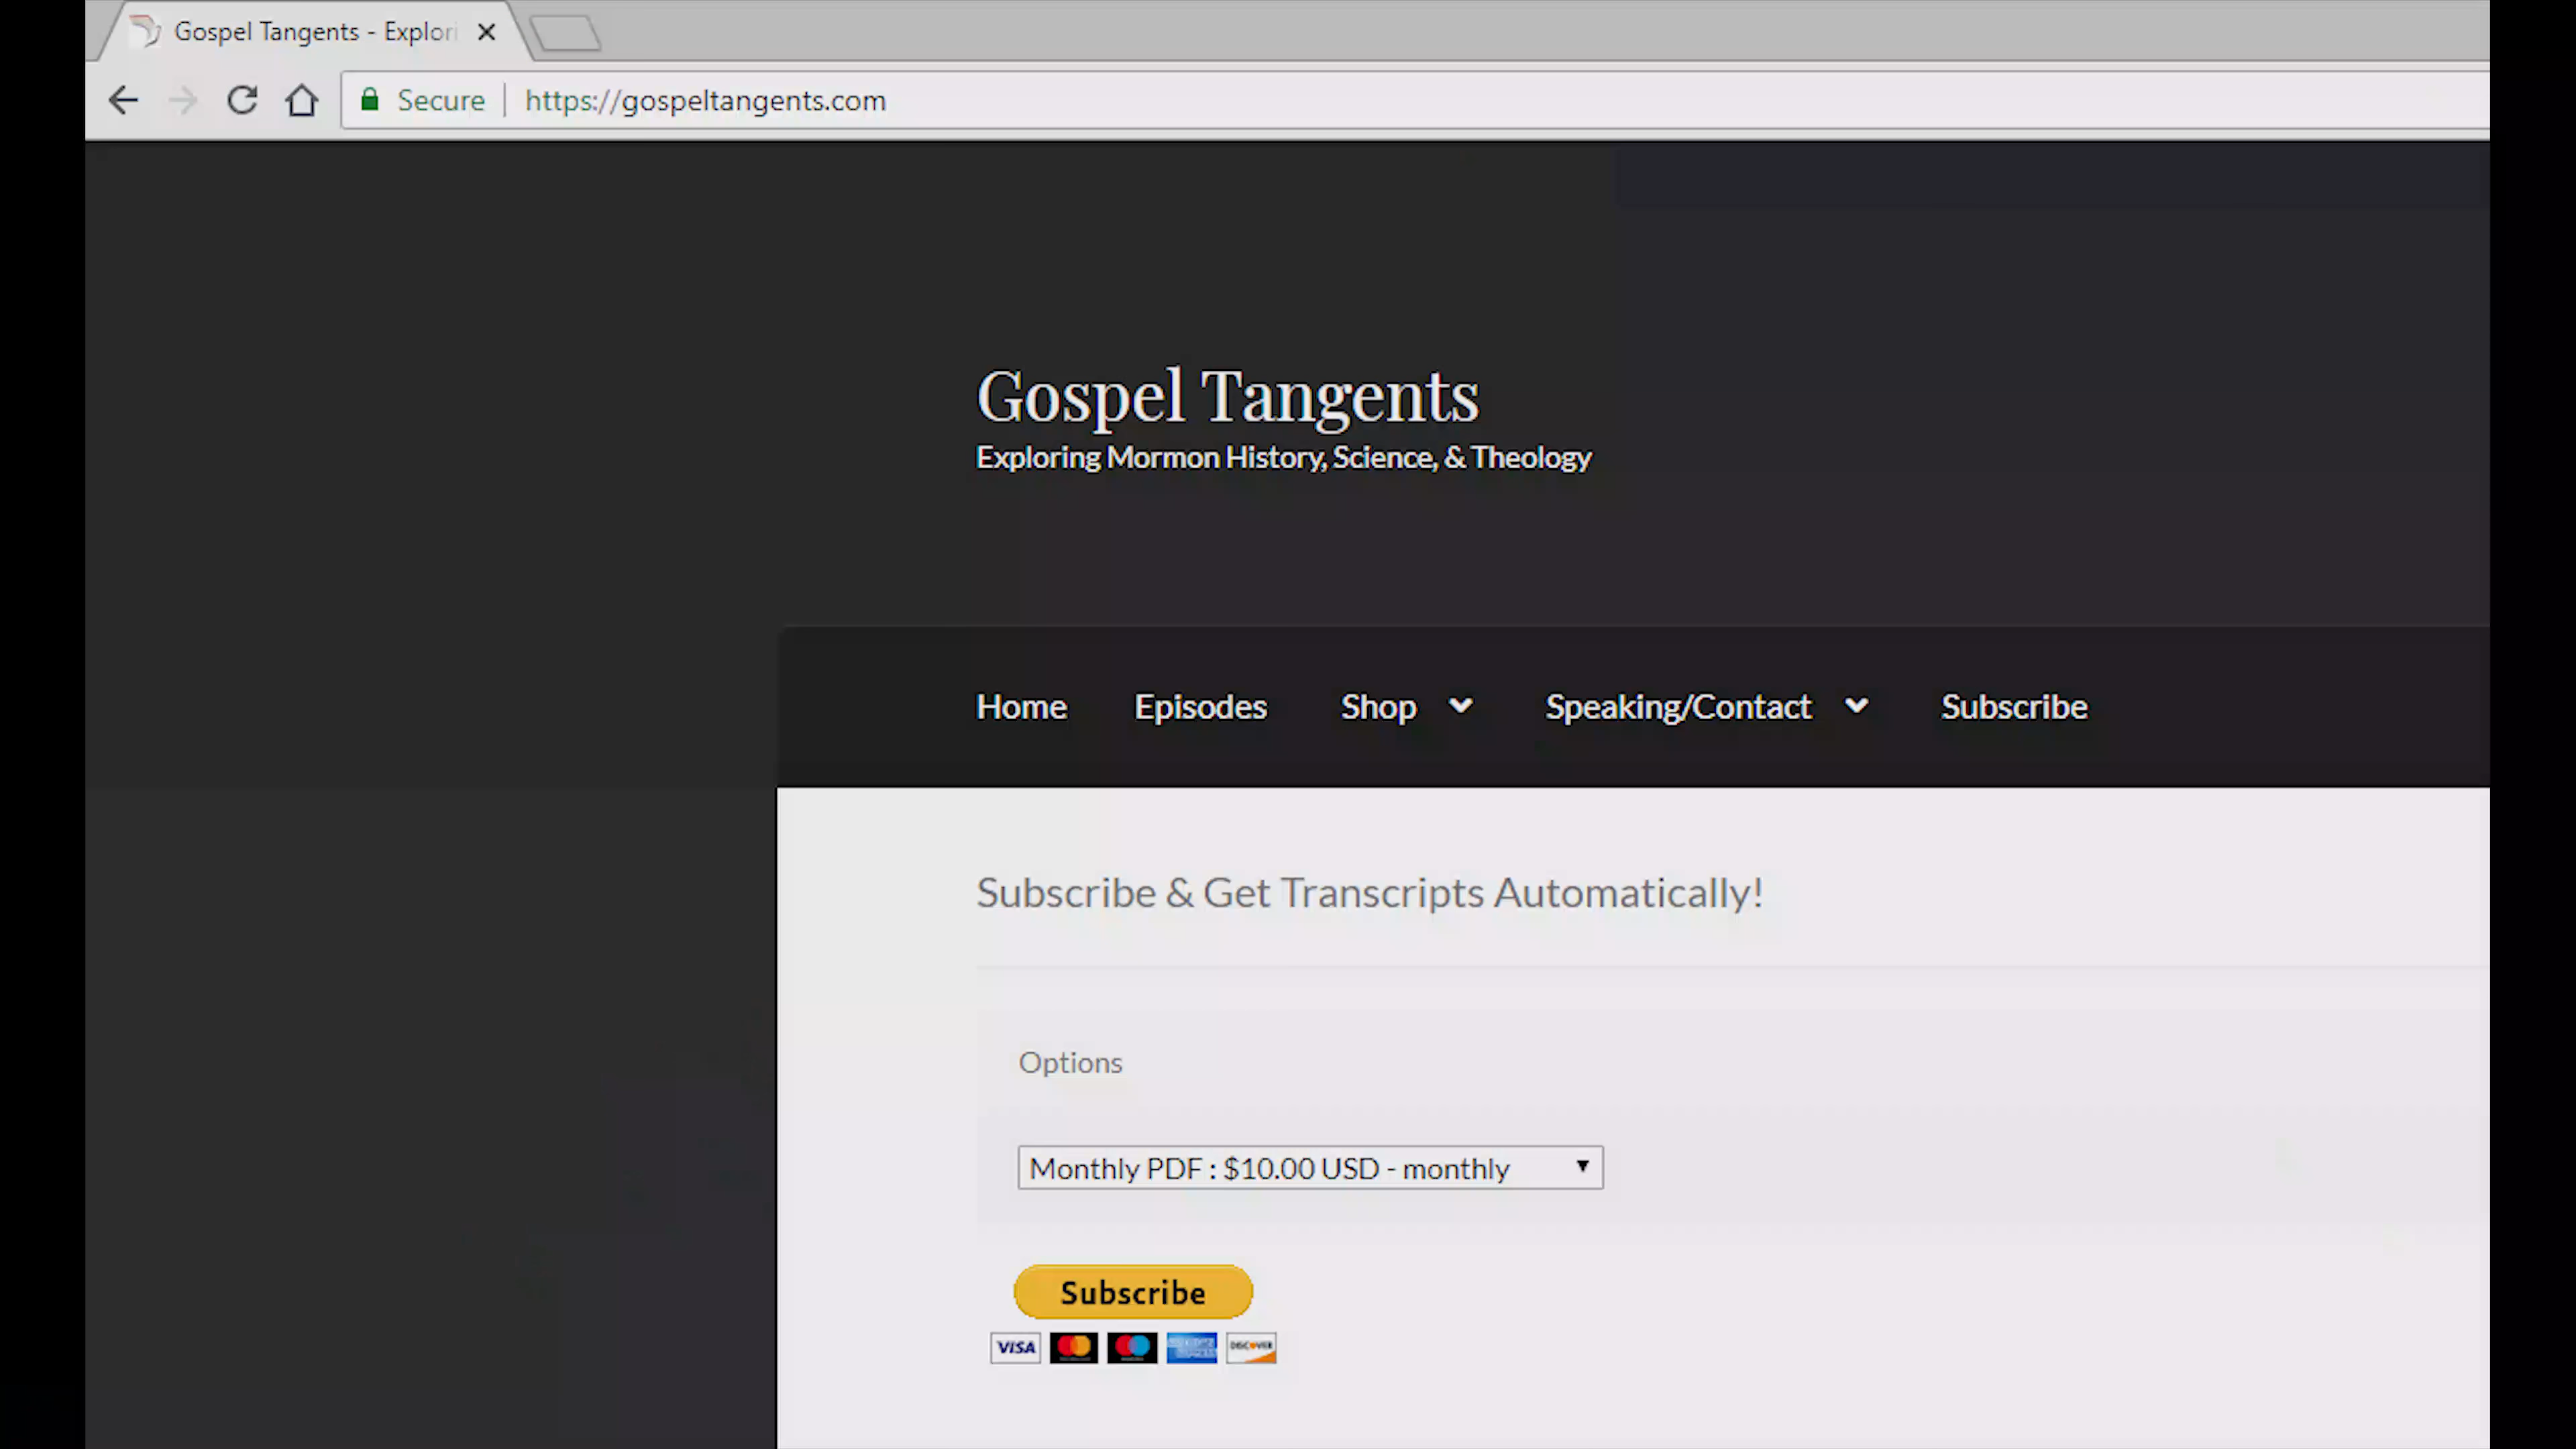 Gospel Tangents - Explori
Secure
https://gospeltangents.com
Gospel Tangents
Exploring Mormon History, Science, & Theology
Home
Episodes
Shop
Speaking/Contact
Subscribe
Subscribe & Get Transcripts Automatically!
Options
Monthly PDF : $10.00 USD - monthly
Subscribe
VISA
DISCOVER